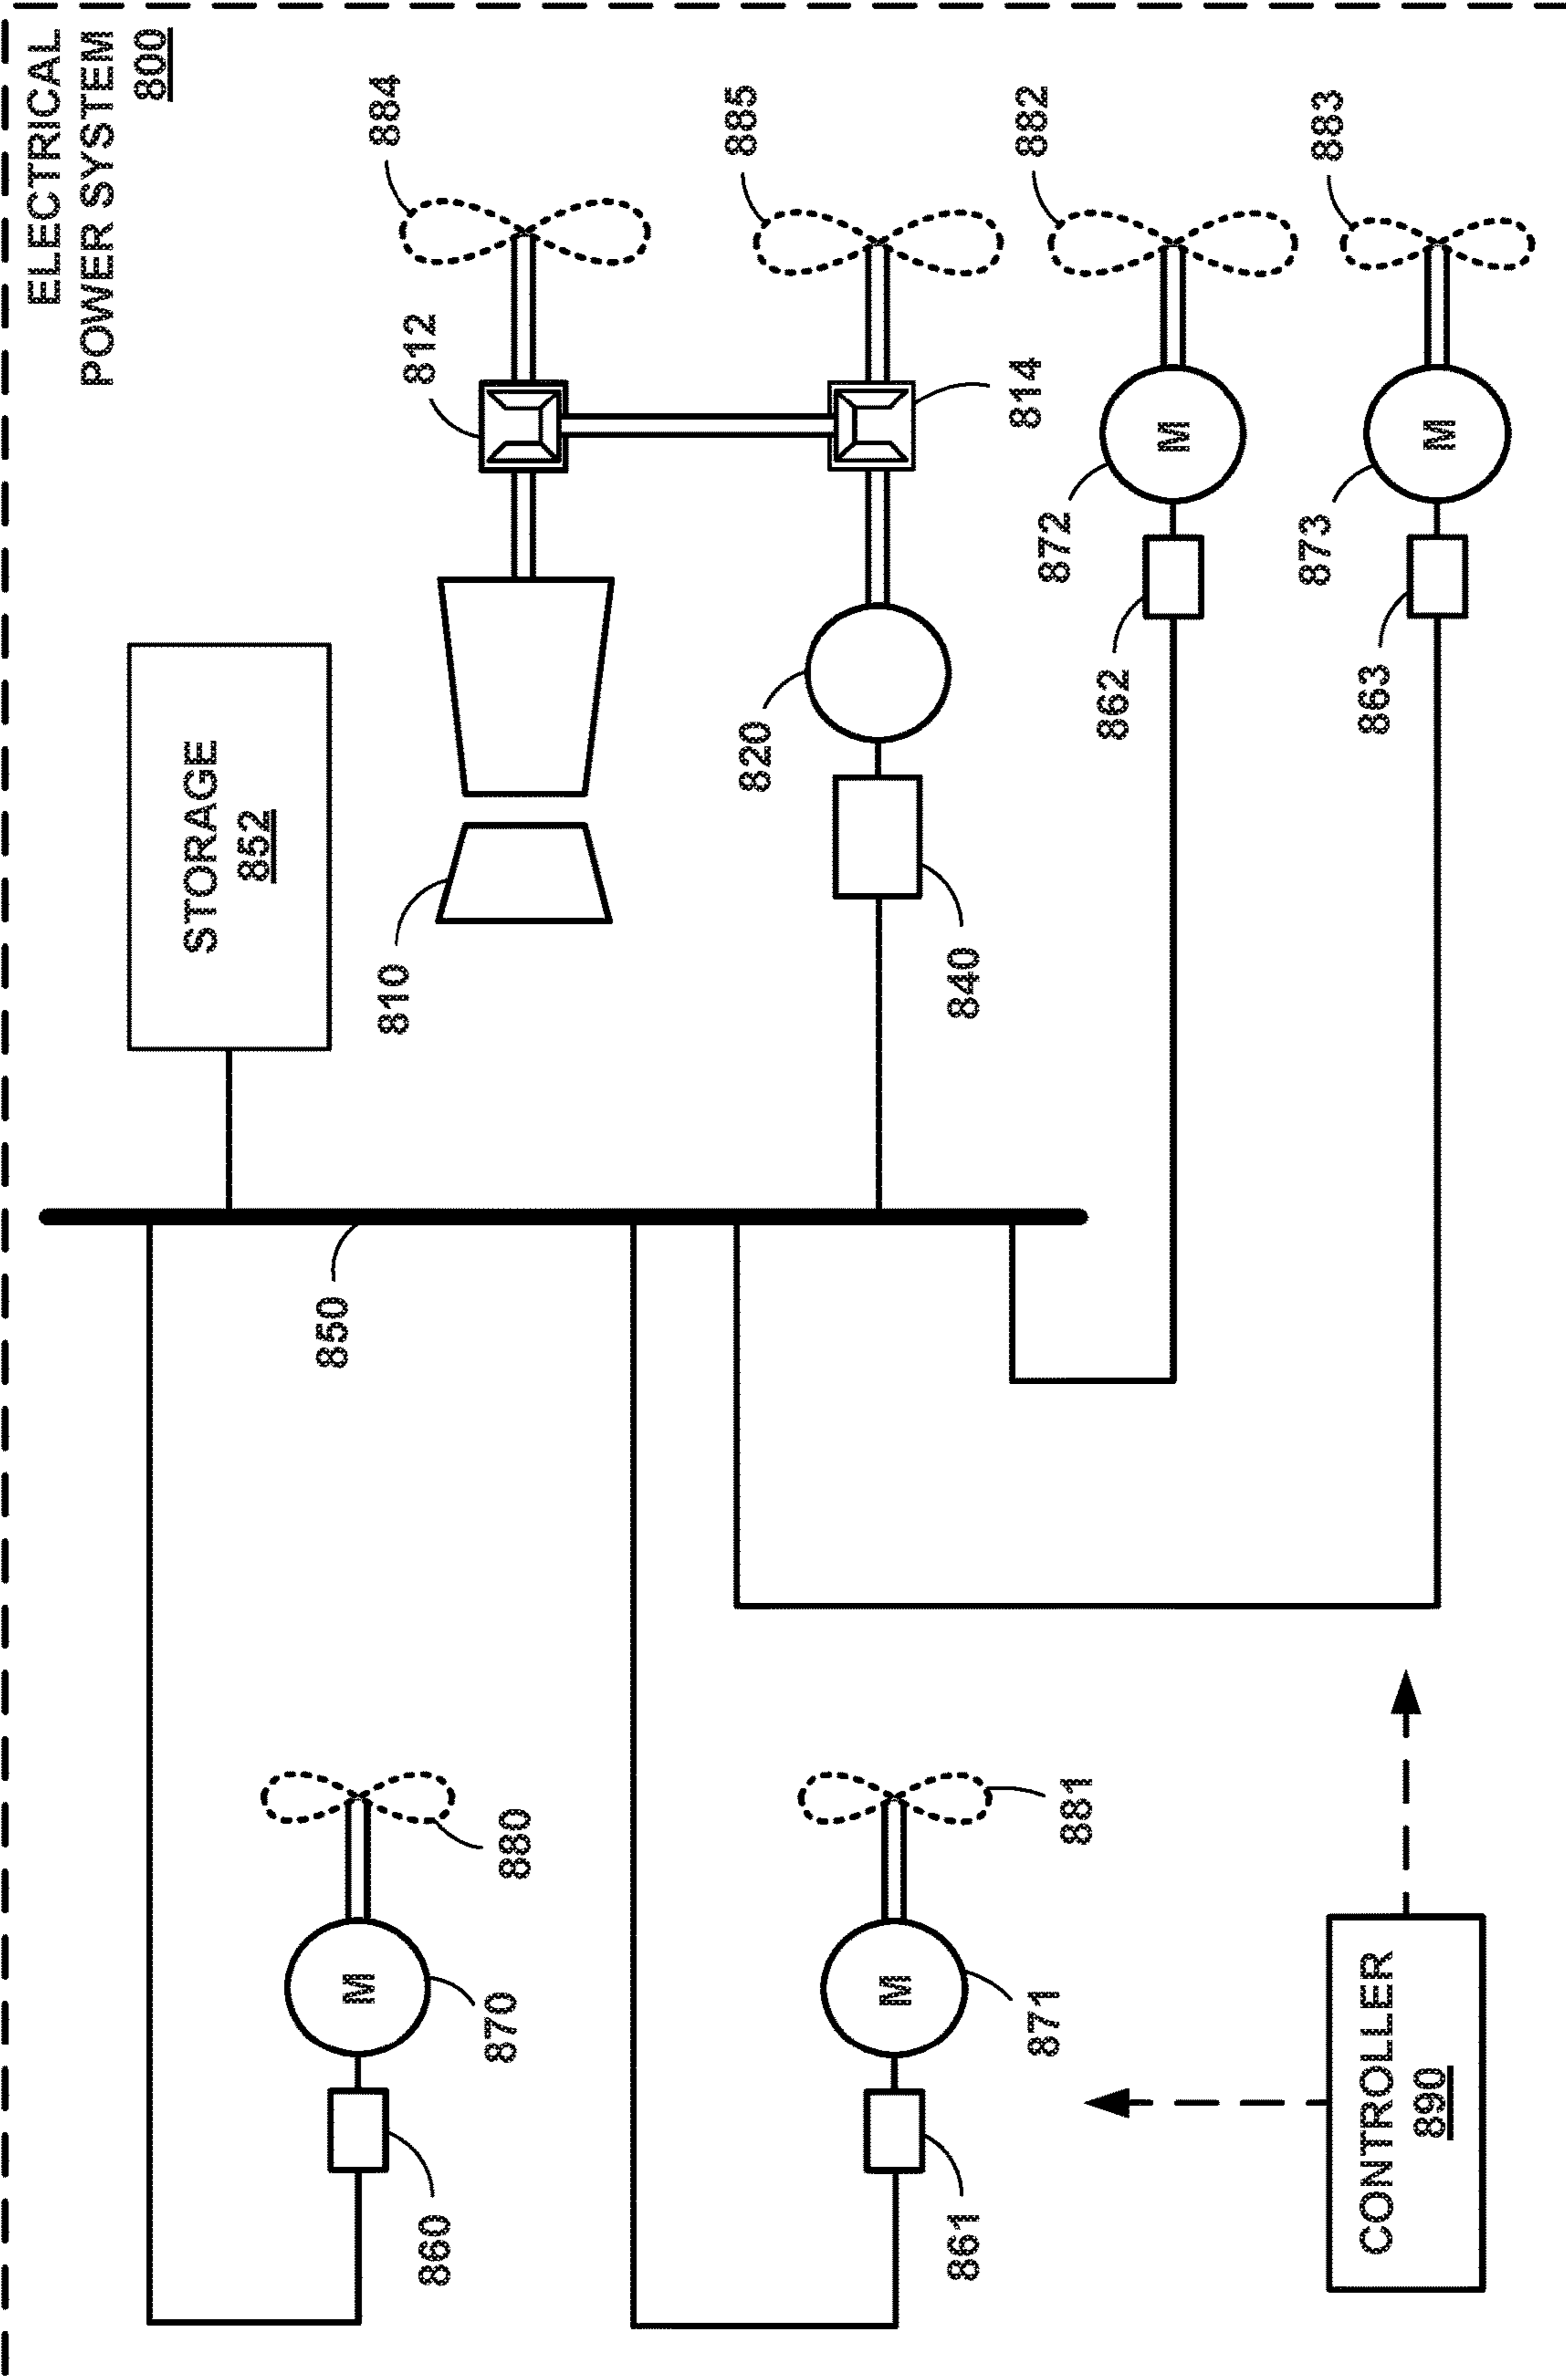 ELECTRICAL
POWER SYSTEM
800
STORAGE
852
884
812
810
885
814
820
840
850
882
872
M
862
883
873
M
863
880
870
M
860
881
871
M
861
CONTROLLER
890